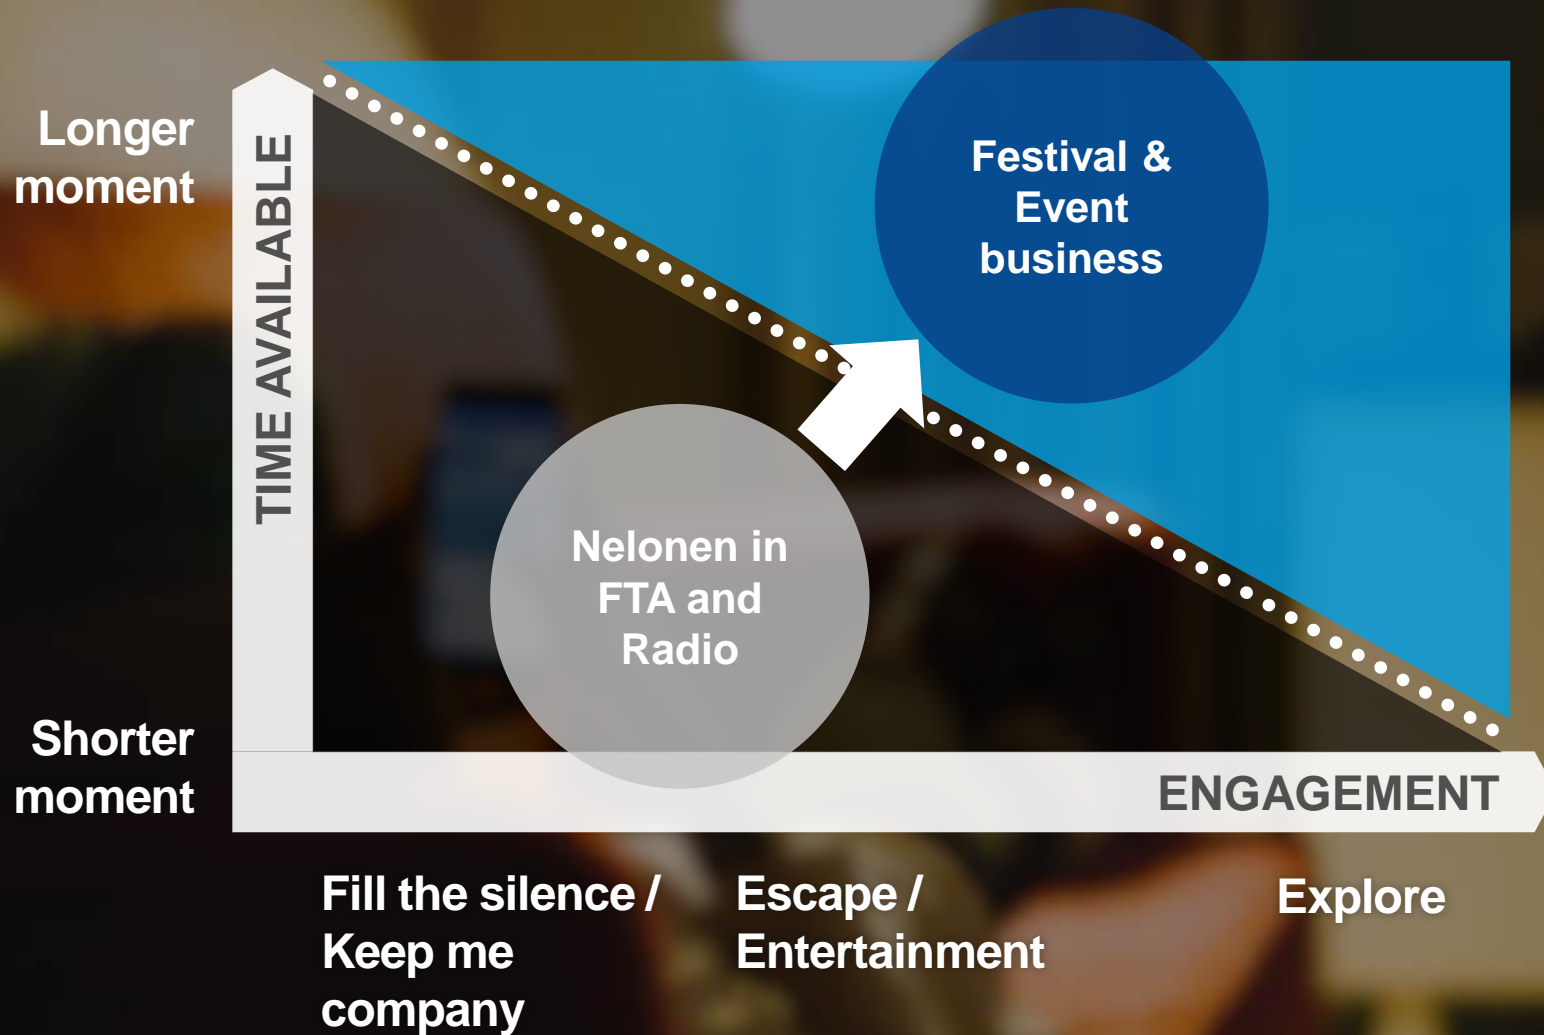 Longer
moment
TIME AVAILABLE
Festival &
Event
business
Nelonen in
FTA and
Radio
Shorter
moment
ENGAGEMENT
Fill the silence /
Keep me
company
Escape /
Entertainment
Explore